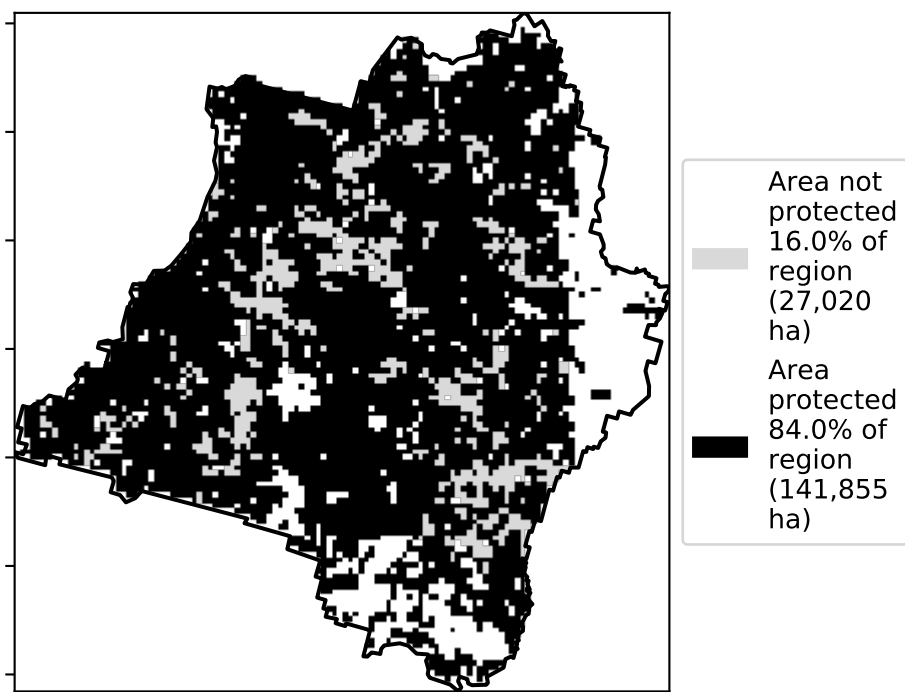 Area not
protected
16.0% of
region
(27,020
ha)
Area
protected
84.0% of
region
(141,855
ha)